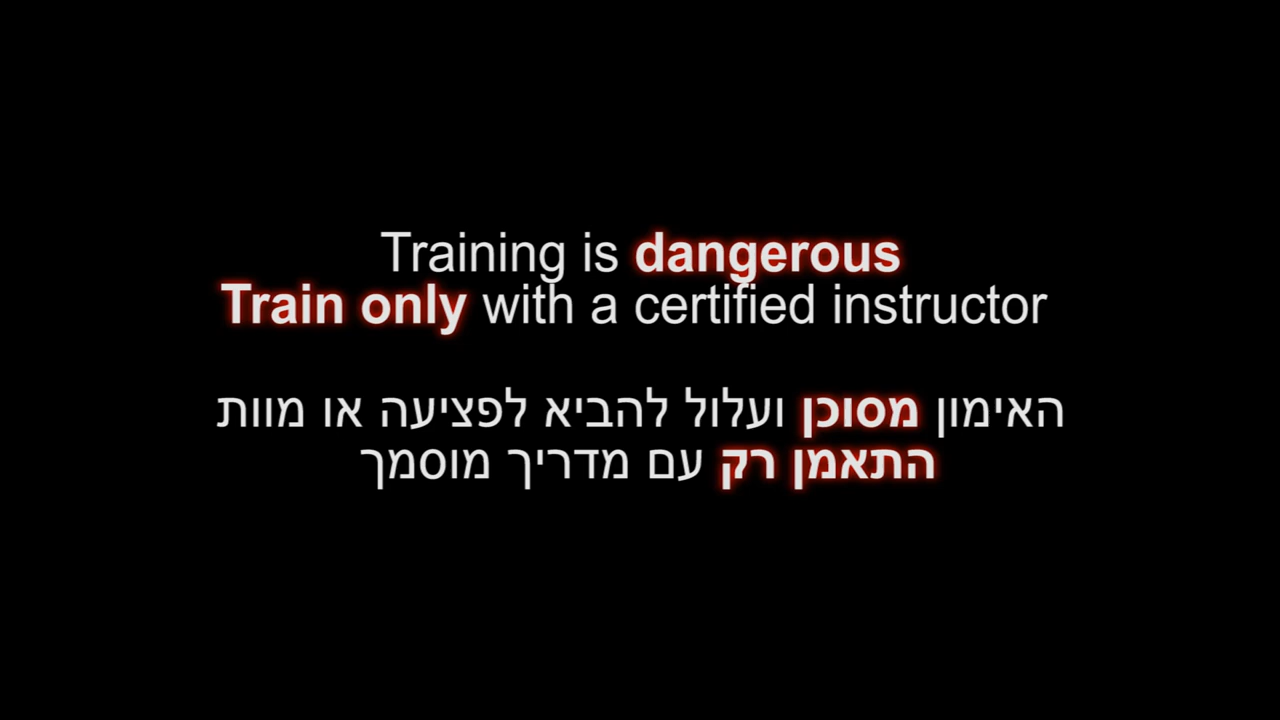 Training is dangerous
Train only with a certified instructor
האימון מסוכן ועלול להביא לפציעה או מוות
התאמן רק עם מדריך מוסמך